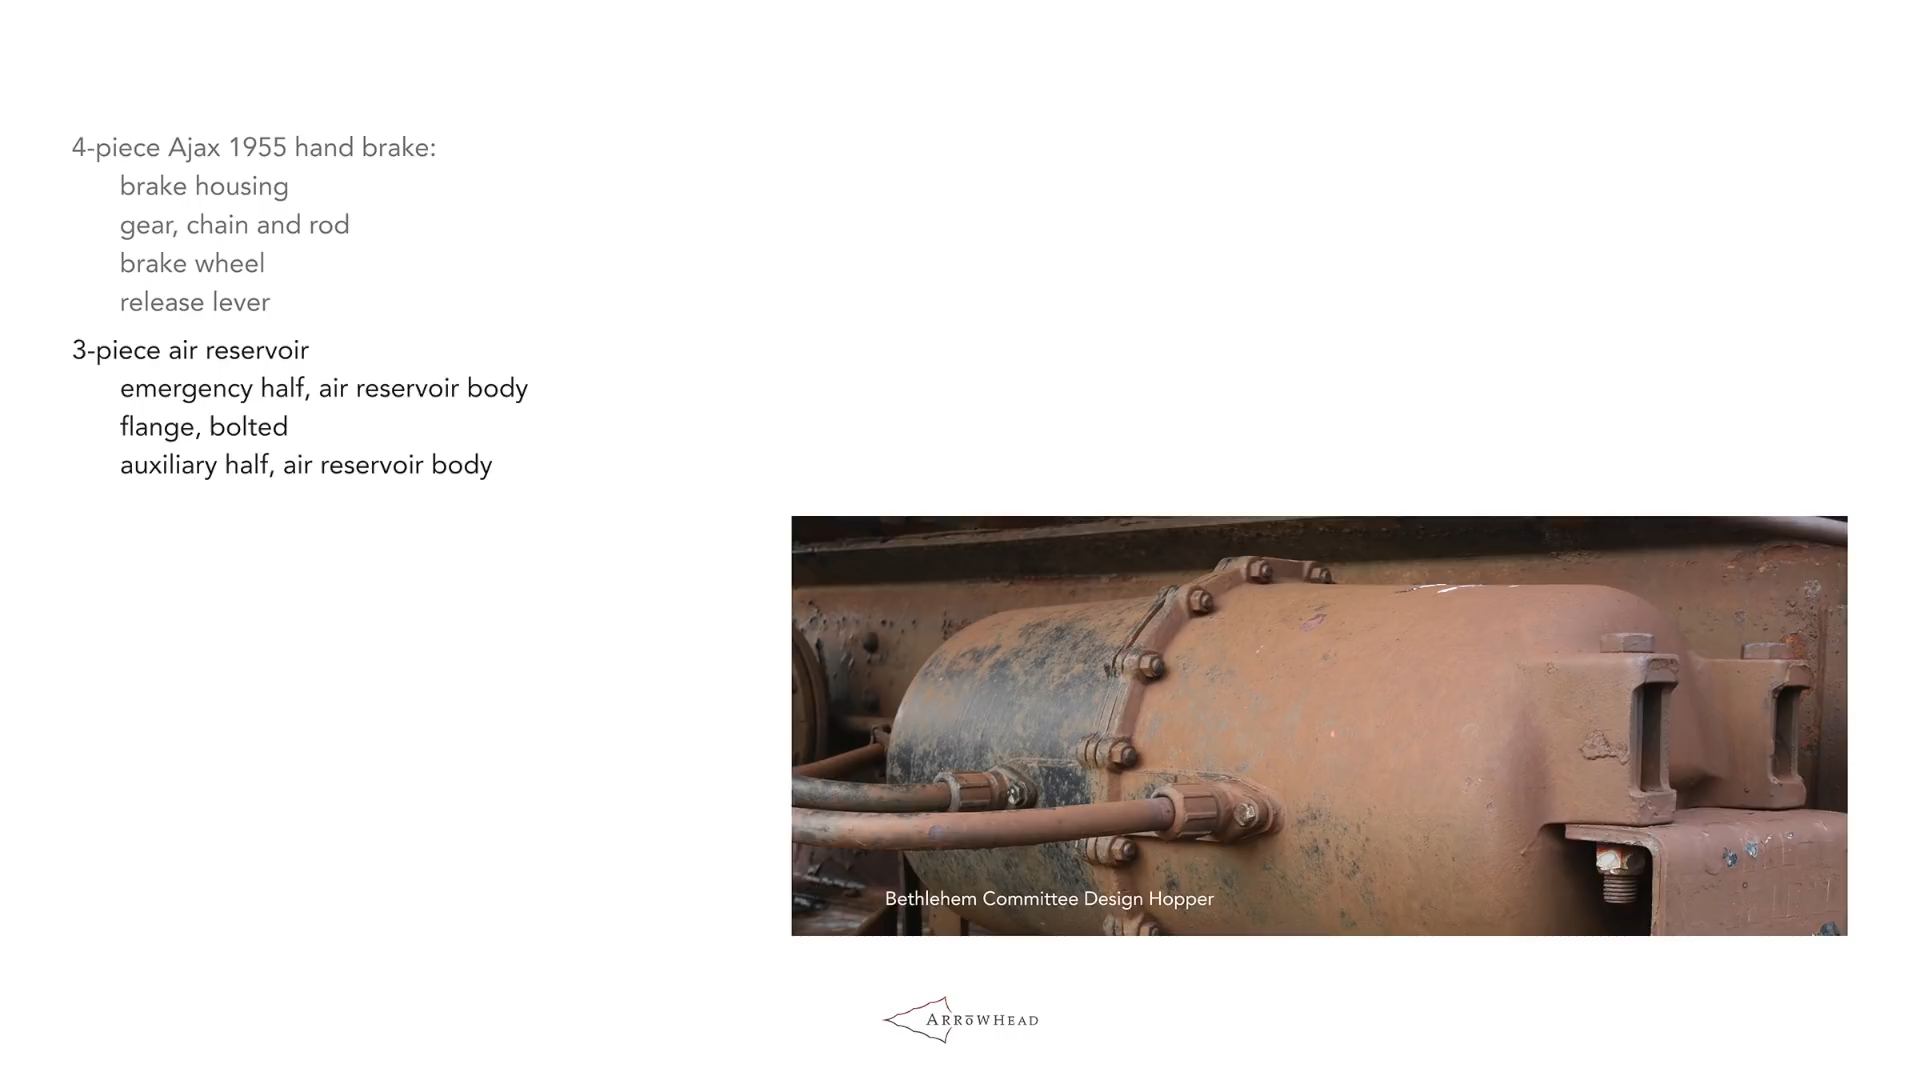 4-piece Ajax 1955 hand brake:
brake housing
gear, chain and rod
brake wheel
release lever
3-piece air reservoir
emergency half, air reservoir body
flange, bolted
auxiliary half, air reservoir body
Bethlehem Committee Design Hopper
ARRōWHEAD